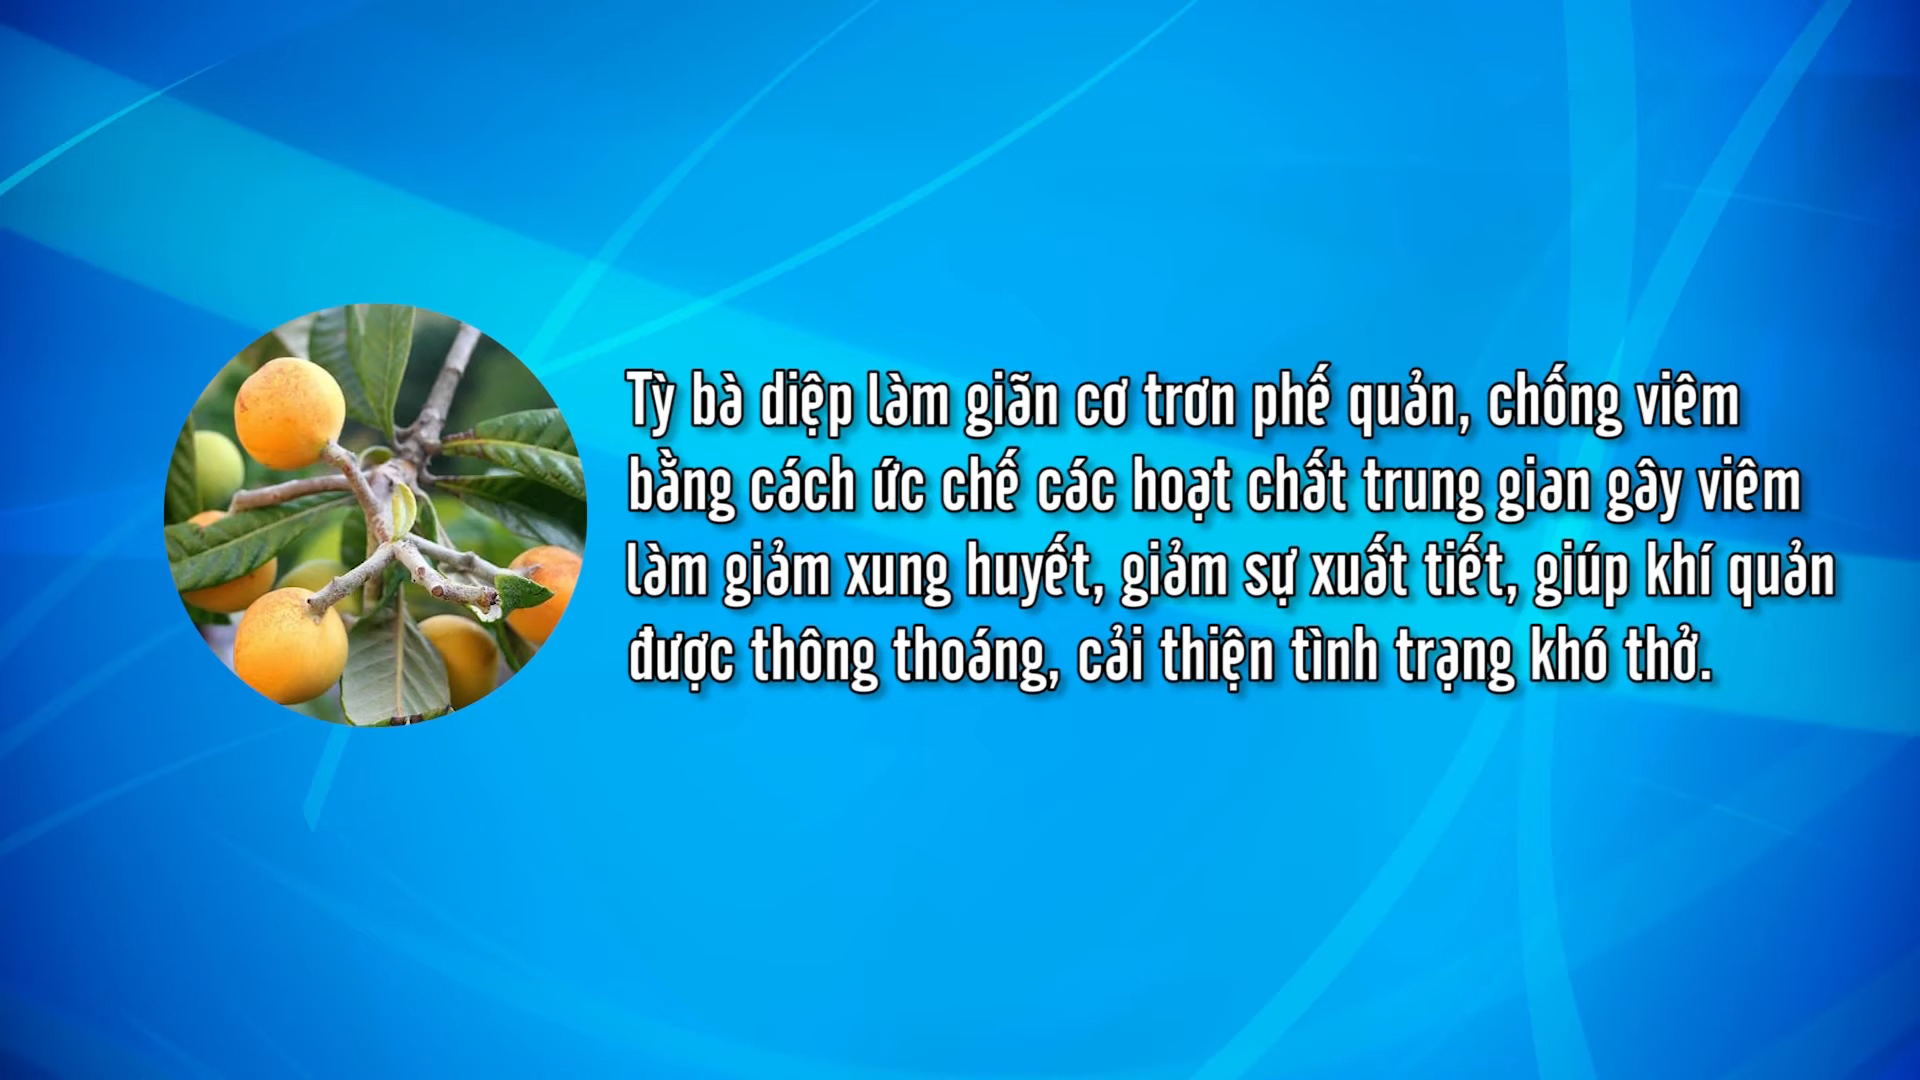 Tỳ bà diệp làm giãn cơ trơn phế quản, chống viêm
bằng cách ức chế các hoạt chất trung gian gây viêm
làm giảm xung huyết, giảm sự xuất tiết, giúp khí quản
được thông thoáng, cải thiện tình trạng khó thở.